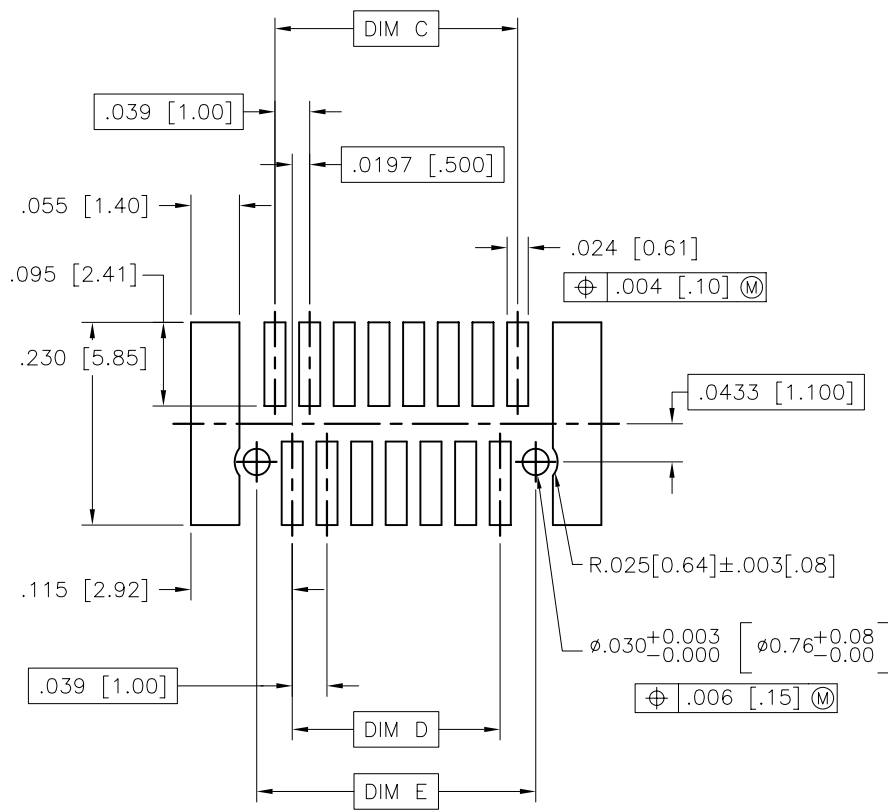 DIM C
.039 [1.00]
.0197 [.500]
.055 [1.40]
.024 [0.61]
.095 [2.41]
⌖ .004 [.10] Ⓜ
.230 [5.85]
.0433 [1.100]
R.025[0.64]±.003[.08]
.115 [2.92]
⌀.030 +0.003 -0.000 [⌀0.76 +0.08 -0.00]
.039 [1.00]
⌖ .006 [.15] Ⓜ
DIM D
DIM E